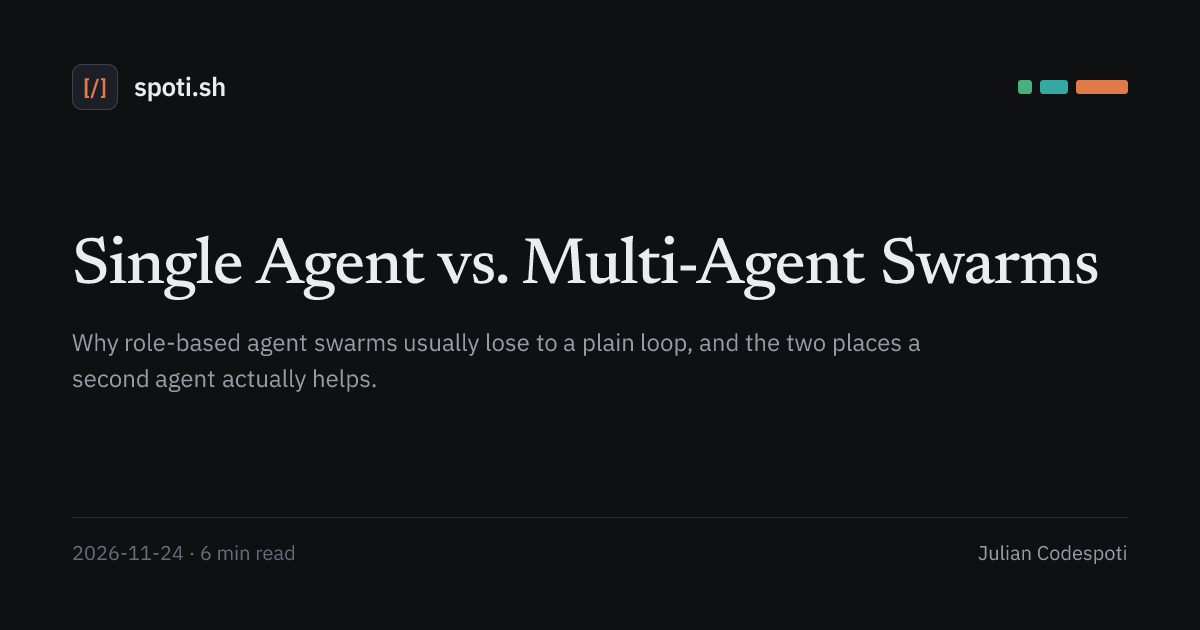 [/] spoti.sh
Single Agent vs. Multi-Agent Swarms
Why role-based agent swarms usually lose to a plain loop, and the two places a
second agent actually helps.
2026-11-24 · 6 min read
Julian Codespoti